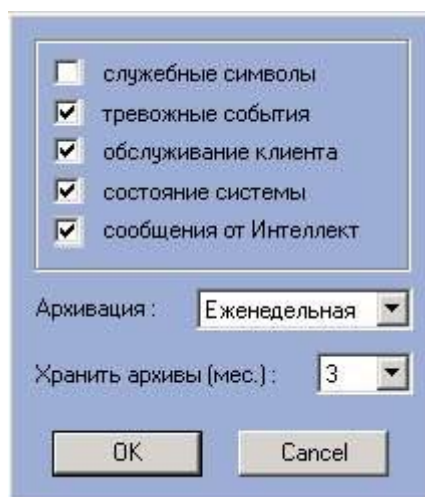 служебные символы
тревожные события
обслуживание клиента
состояние системы
сообщения от Интеллект
Архивация : Еженедельная
Хранить архивы (мес.) : 3
OK Cancel